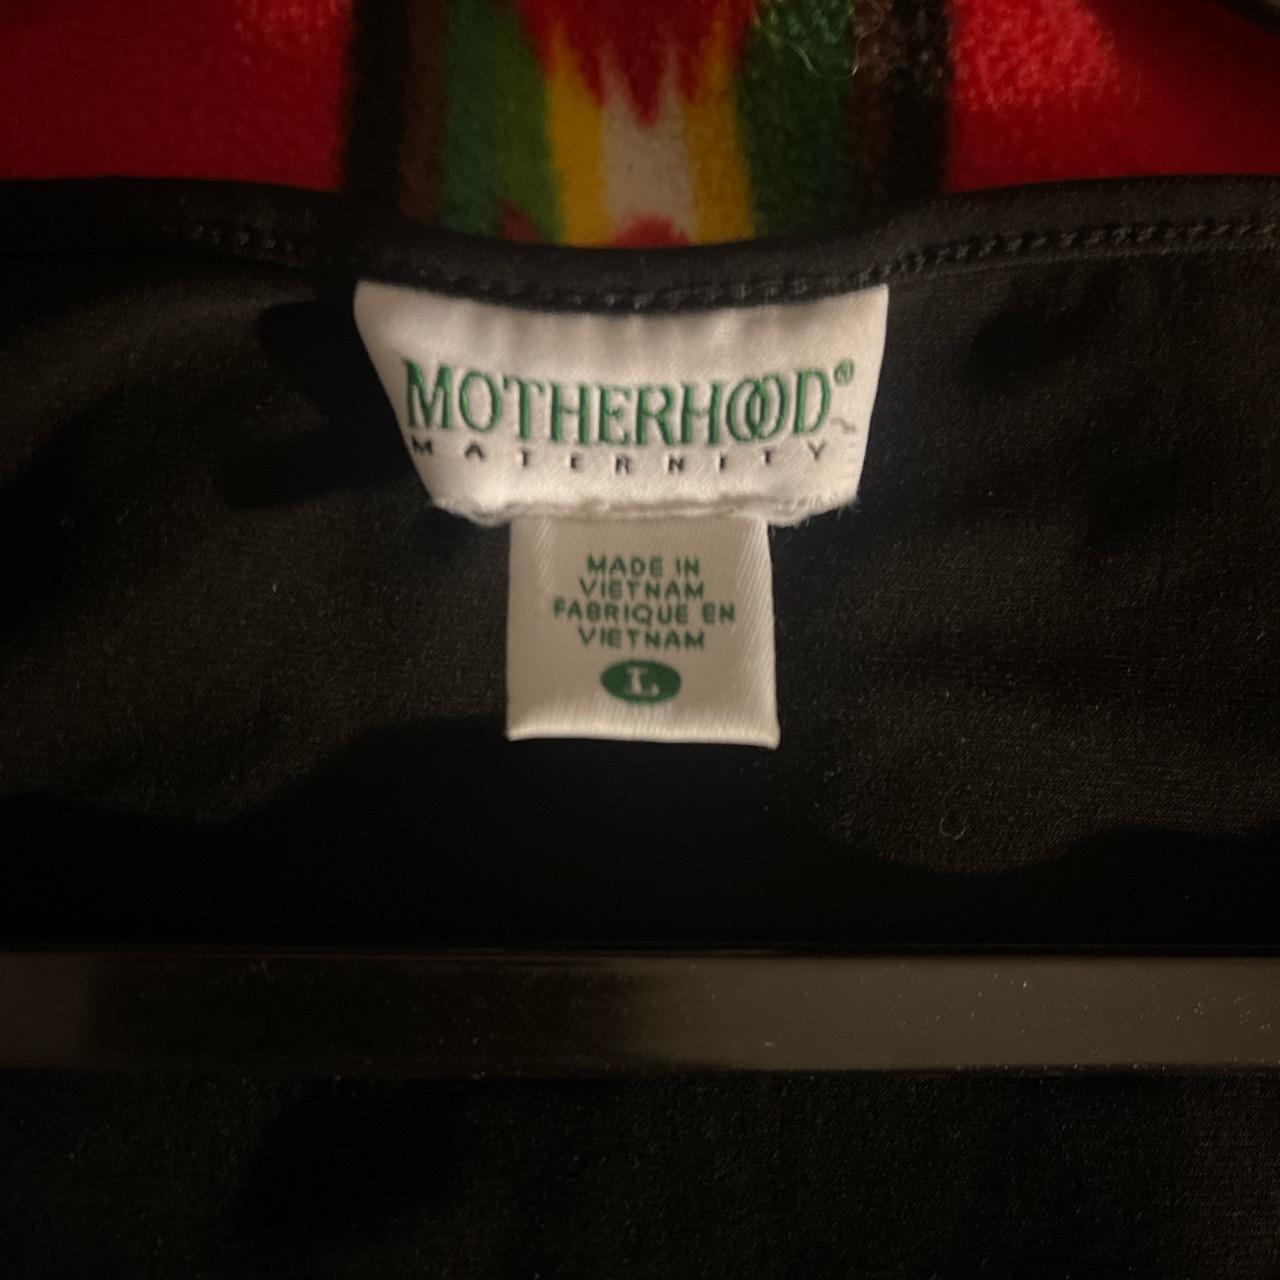 MOTHERHOOD®
MATERNITY
MADE IN
VIETNAM
FABRIQUE EN
VIETNAM
L